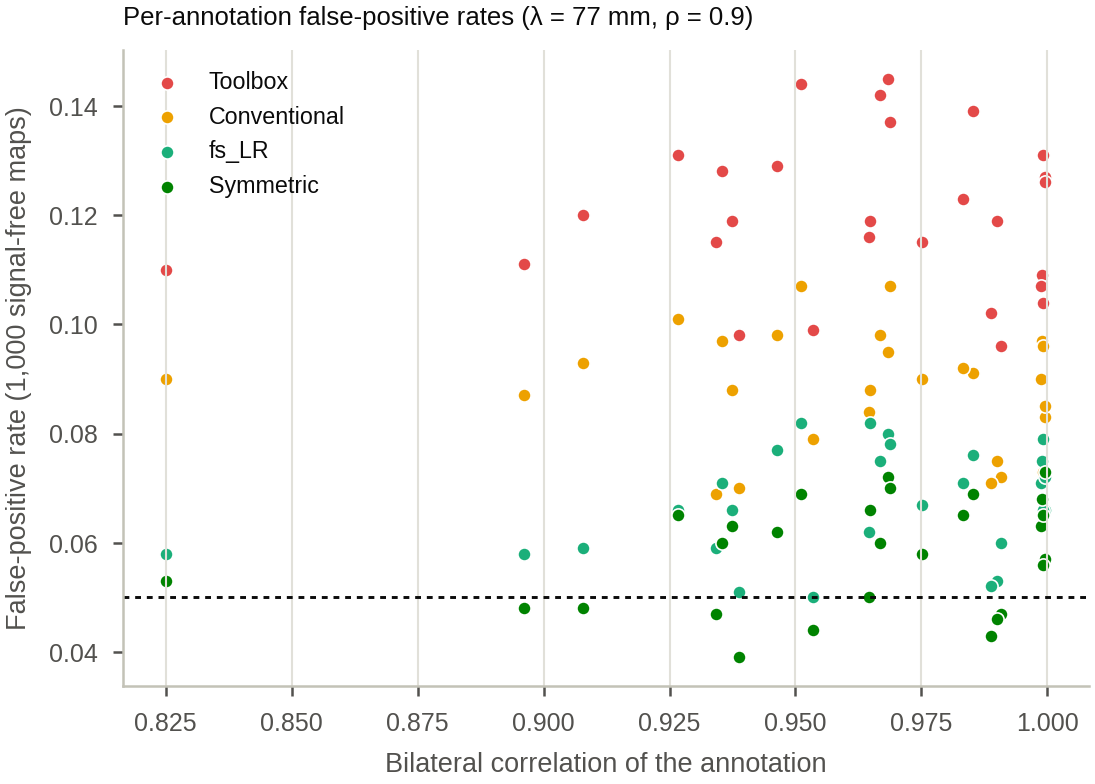 Per-annotation false-positive rates (λ = 77 mm, ρ = 0.9)
Toolbox
Conventional
fs_LR
Symmetric
False-positive rate (1,000 signal-free maps)
0.14
0.12
0.10
0.08
0.06
0.04
0.825 0.850 0.875 0.900 0.925 0.950 0.975 1.000
Bilateral correlation of the annotation